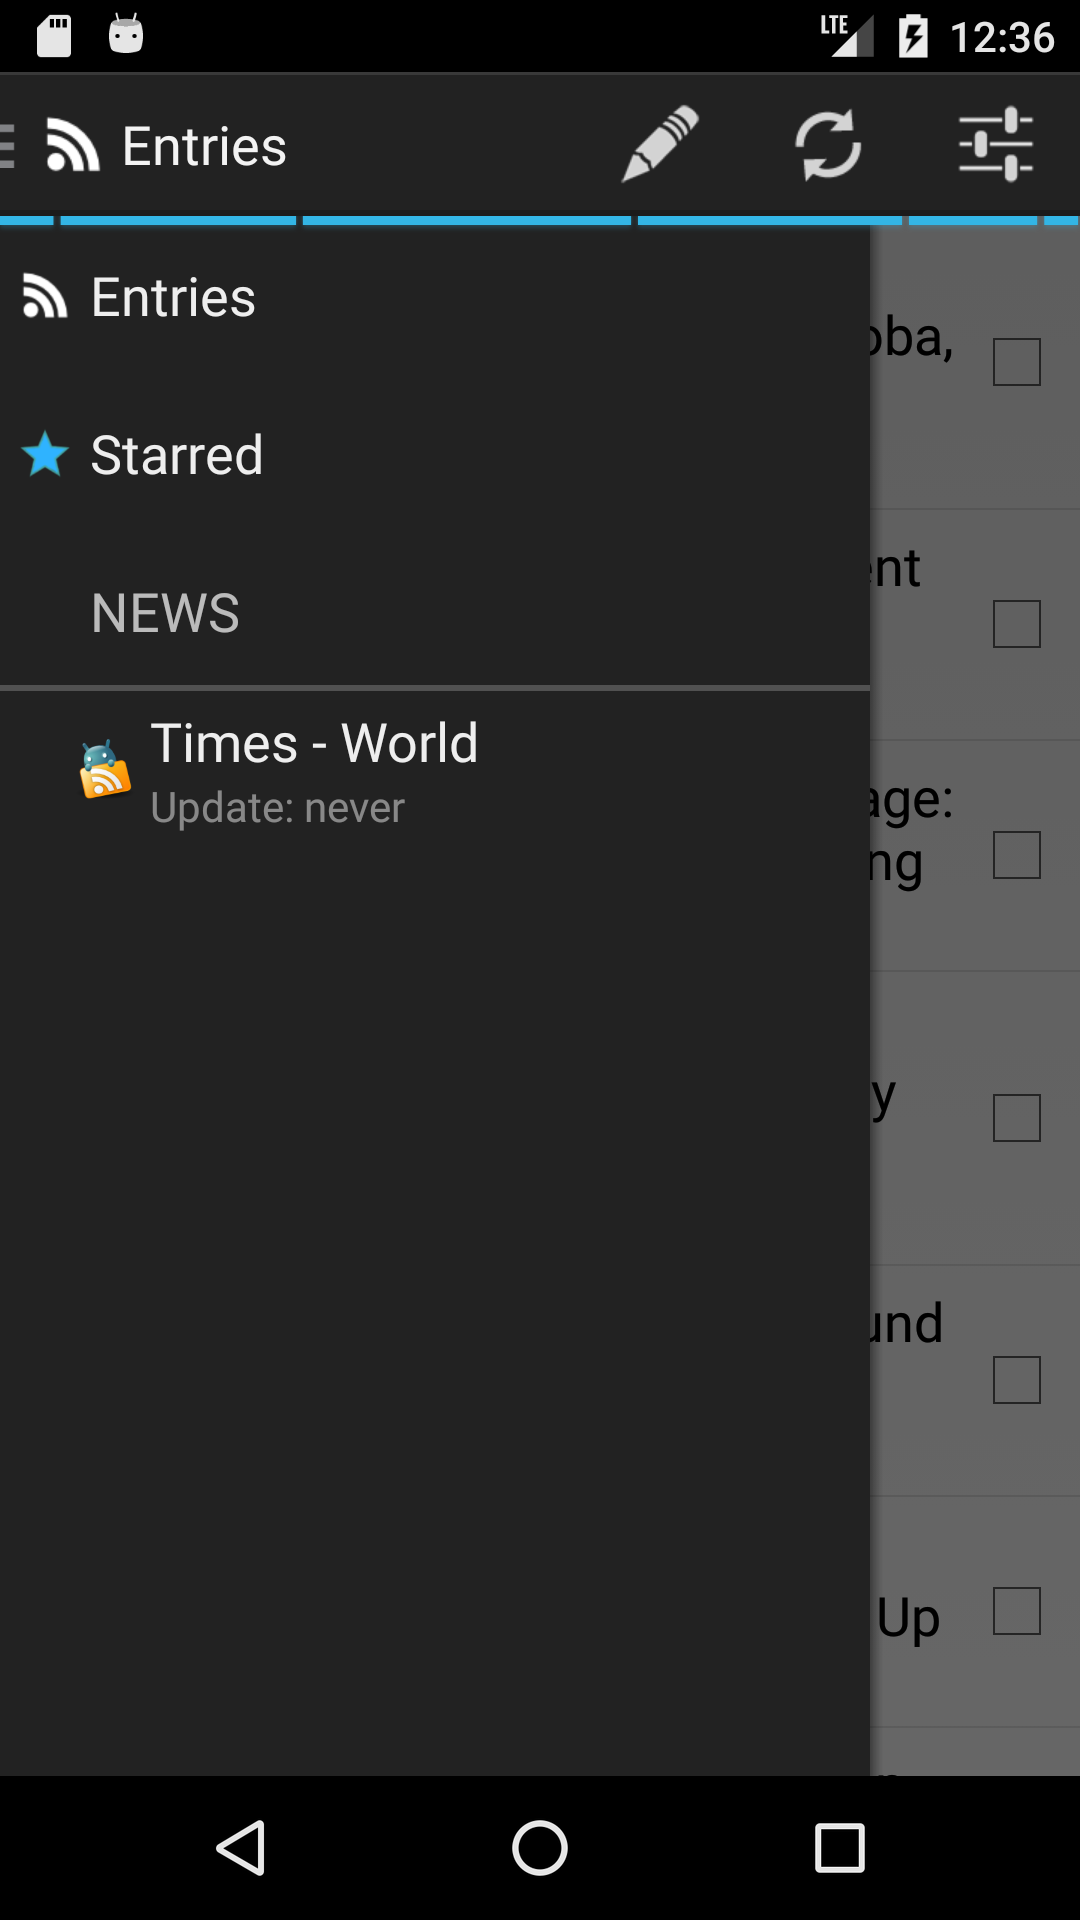 LTE 12:36
Entries
Entries
Starred
NEWS
Times - World
Update: never
oba,
ent
age:
ng
y
und
Up